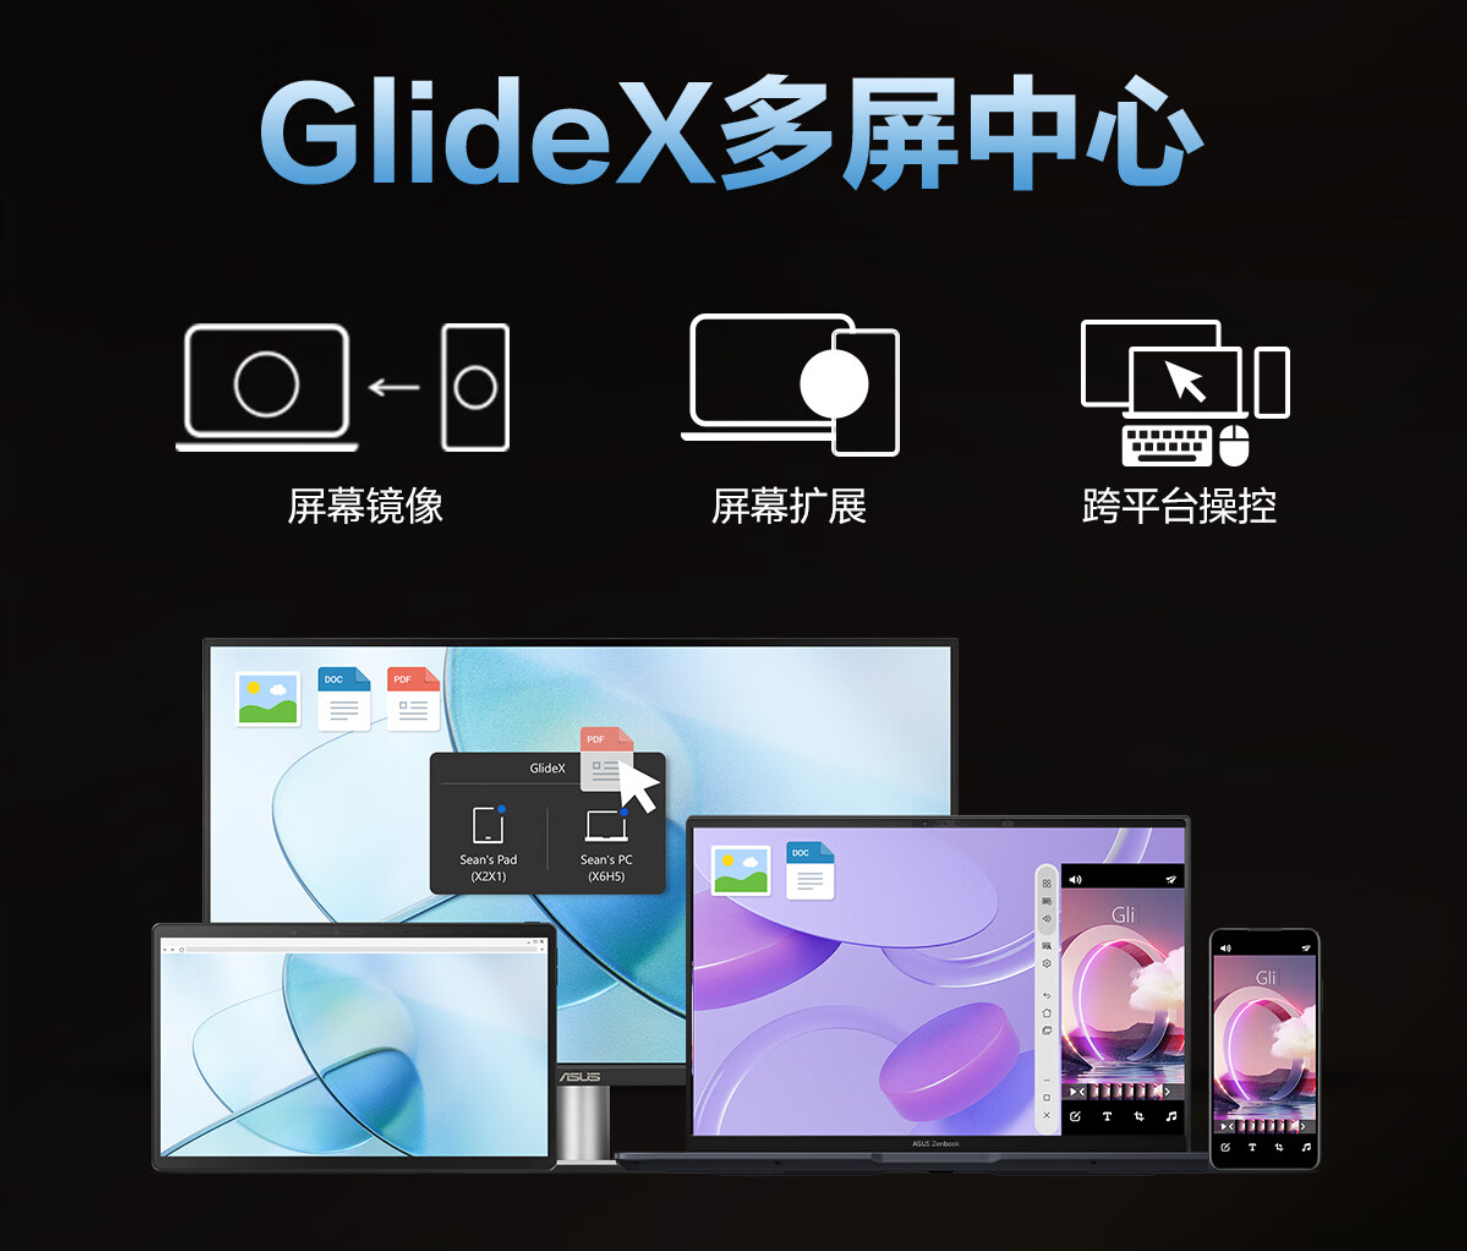 GlideX多屏中心
屏幕镜像
屏幕扩展
跨平台操控
DOC
PDF
PDF
GlideX
Sean's Pad
(X2X1)
Sean's PC
(X6H5)
DOC
Gli
Gli
ASUS
ASUS Zenbook